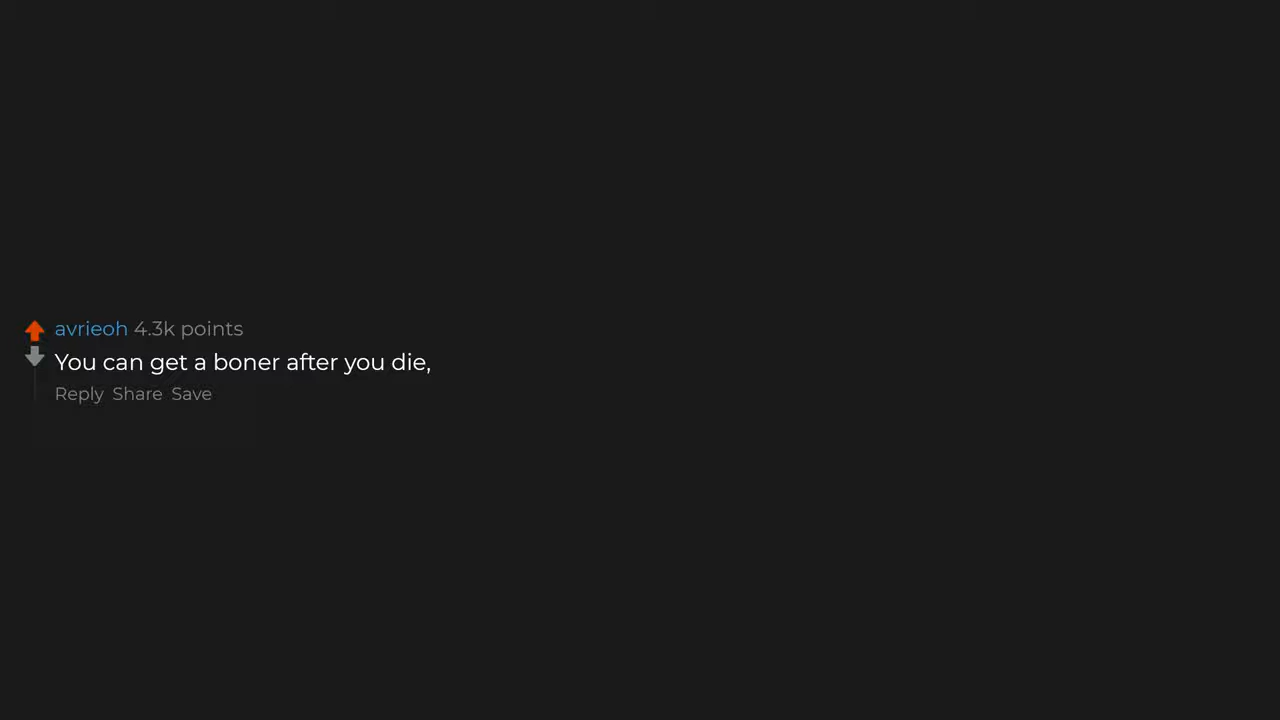 avrieoh 4.3k points
You can get a boner after you die,
Reply Share Save